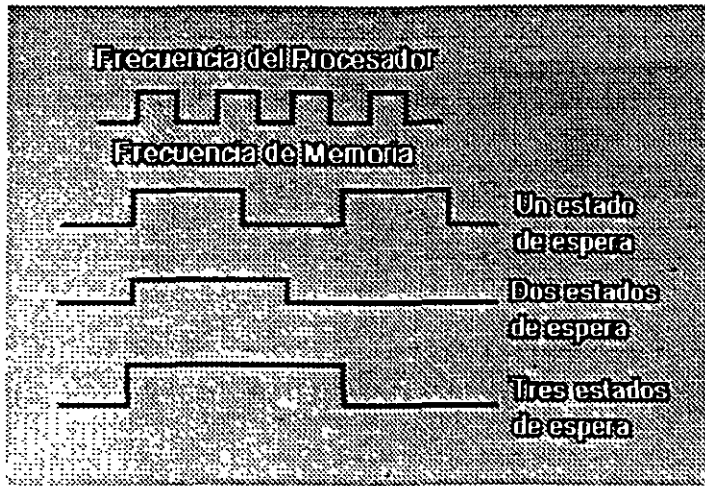 Frecuencia del Procesador
Frecuencia de Memoria
Un estado
de espera
Dos estados
de espera
Tres estados
de espera